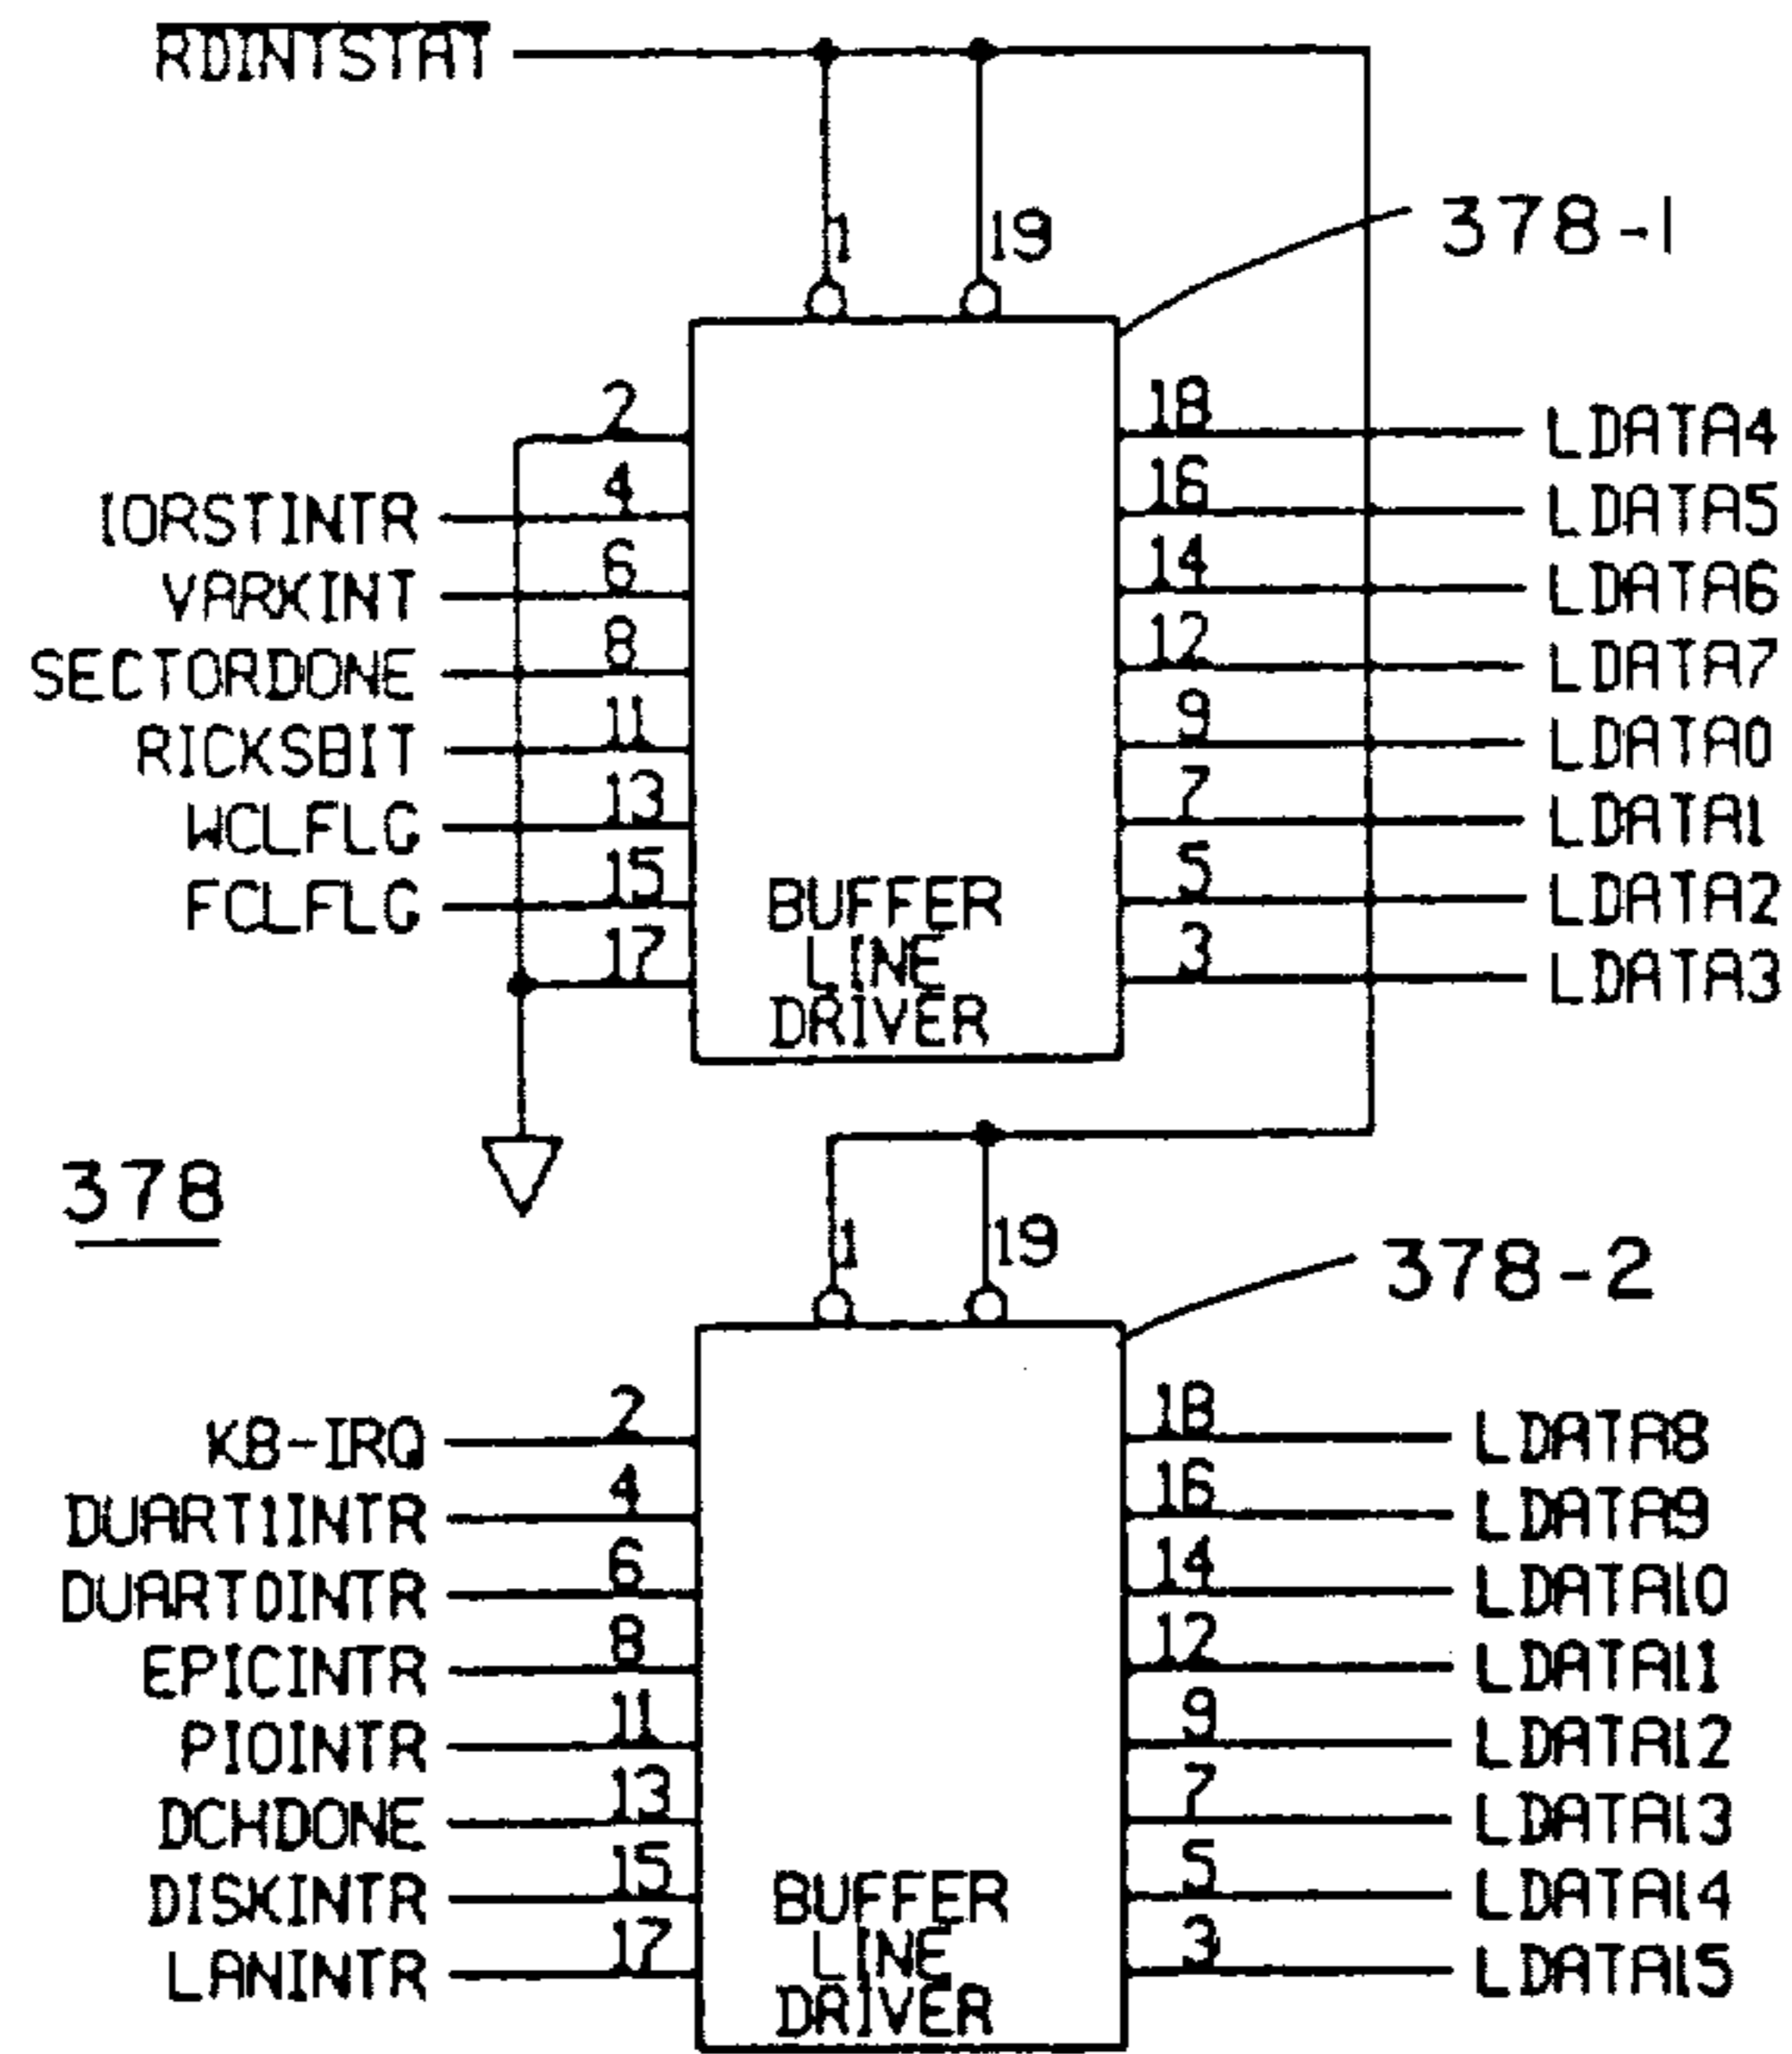 RDINTSTAT
1 19 378-1
2 18 LDATA4
IORSTINTR 4 16 LDATA5
VARXINT 6 14 LDATA6
SECTORDONE 8 12 LDATA7
RICKSBIT 11 9 LDATA0
WCLFLG 13 7 LDATA1
FCLFLG 15 5 LDATA2
17 3 LDATA3
BUFFER
LINE
DRIVER
378
1 19 378-2
KB-IRQ 2 18 LDATA8
DUART1INTR 4 16 LDATA9
DUART0INTR 6 14 LDATA10
EPICINTR 8 12 LDATA11
PIOINTR 11 9 LDATA12
DCHDONE 13 7 LDATA13
DISKINTR 15 5 LDATA14
LANINTR 17 3 LDATA15
BUFFER
LINE
DRIVER